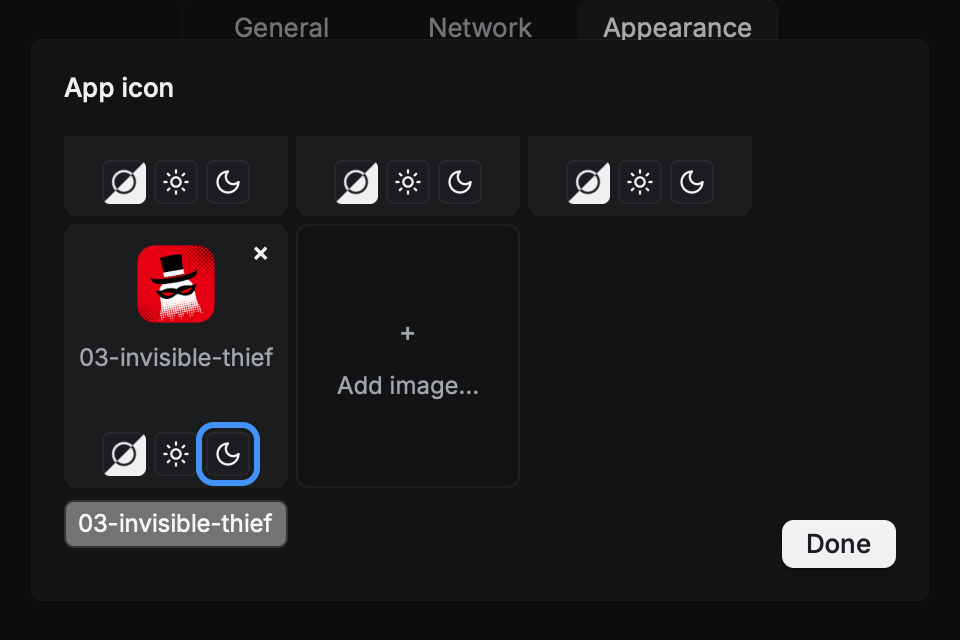 General
Network
Appearance
App icon
03-invisible-thief
+
Add image...
03-invisible-thief
Done